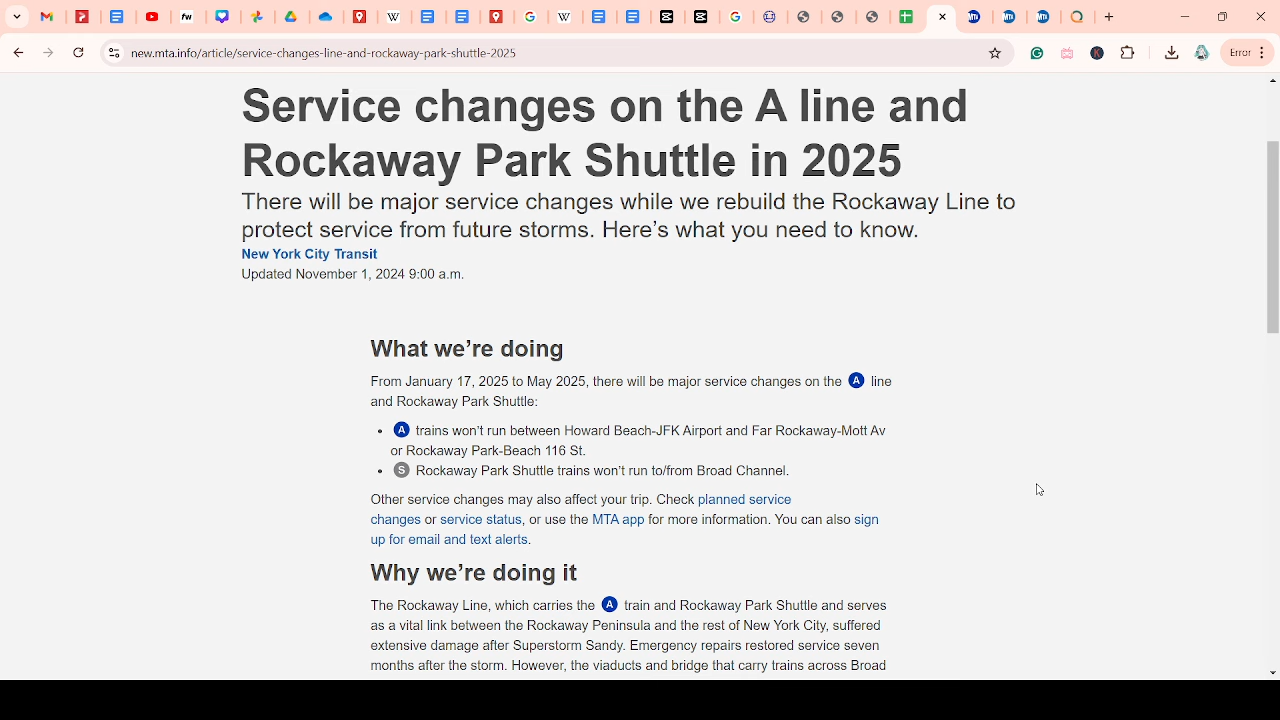 fw
W
G
W
G
MTA
MTA
MTA
new.mta.info/article/service-changes-line-and-rockaway-park-shuttle-2025
K
Error
Service changes on the A line and
Rockaway Park Shuttle in 2025
There will be major service changes while we rebuild the Rockaway Line to
protect service from future storms. Here’s what you need to know.
New York City Transit
Updated November 1, 2024 9:00 a.m.
What we’re doing
From January 17, 2025 to May 2025, there will be major service changes on the A line
and Rockaway Park Shuttle:
• A trains won’t run between Howard Beach-JFK Airport and Far Rockaway-Mott Av
or Rockaway Park-Beach 116 St.
• S Rockaway Park Shuttle trains won’t run to/from Broad Channel.
Other service changes may also affect your trip. Check planned service
changes or service status, or use the MTA app for more information. You can also sign
up for email and text alerts.
Why we’re doing it
The Rockaway Line, which carries the A train and Rockaway Park Shuttle and serves
as a vital link between the Rockaway Peninsula and the rest of New York City, suffered
extensive damage after Superstorm Sandy. Emergency repairs restored service seven
months after the storm. However, the viaducts and bridge that carry trains across Broad